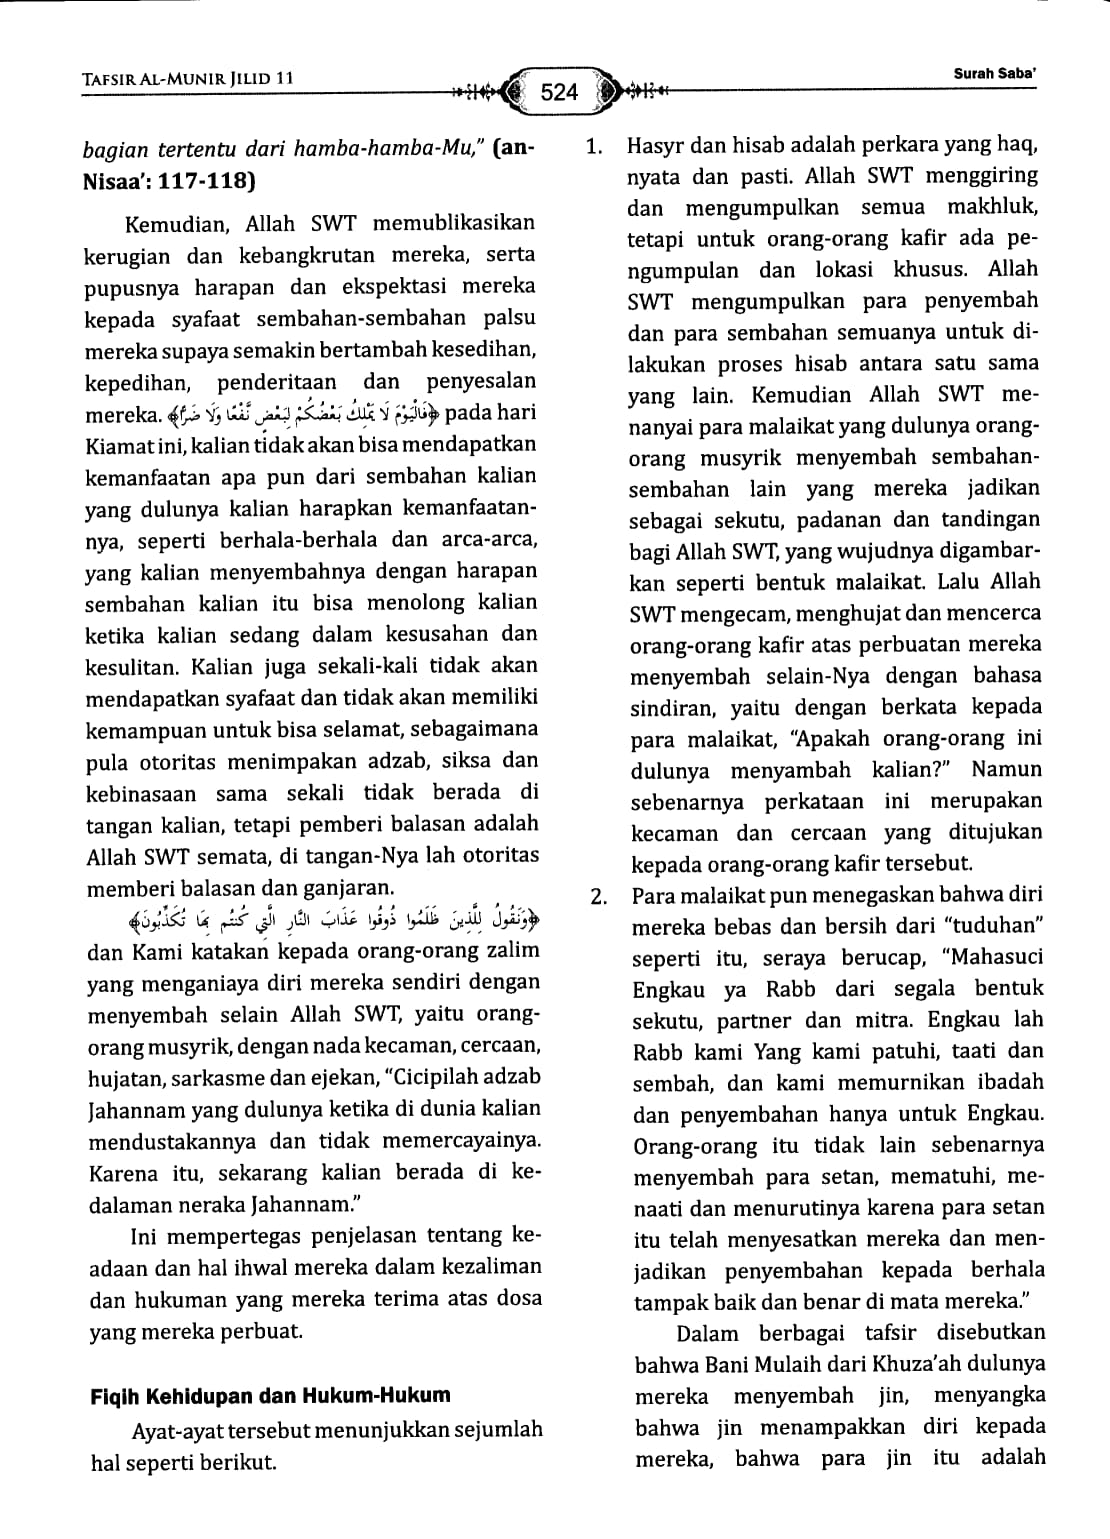 TAFSIR AL-MUNIR JILID 11
524
Surah Saba'
bagian tertentu dari hamba-hamba-Mu,” (an-
Nisaa’: 117-118)
Kemudian, Allah SWT memublikasikan
kerugian dan kebangkrutan mereka, serta
pupusnya harapan dan ekspektasi mereka
kepada syafaat sembahan-sembahan palsu
mereka supaya semakin bertambah kesedihan,
kepedihan, penderitaan dan penyesalan
mereka. ﴿فَالْيَوْمَ لَا يَمْلِكُ بَعْضُكُمْ لِبَعْضٍ نَّفْعًا وَلَا ضَرًّا﴾ pada hari
Kiamat ini, kalian tidak akan bisa mendapatkan
kemanfaatan apa pun dari sembahan kalian
yang dulunya kalian harapkan kemanfaatan-
nya, seperti berhala-berhala dan arca-arca,
yang kalian menyembahnya dengan harapan
sembahan kalian itu bisa menolong kalian
ketika kalian sedang dalam kesusahan dan
kesulitan. Kalian juga sekali-kali tidak akan
mendapatkan syafaat dan tidak akan memiliki
kemampuan untuk bisa selamat, sebagaimana
pula otoritas menimpakan adzab, siksa dan
kebinasaan sama sekali tidak berada di
tangan kalian, tetapi pemberi balasan adalah
Allah SWT semata, di tangan-Nya lah otoritas
memberi balasan dan ganjaran.
﴿وَنَقُولُ لِلَّذِينَ ظَلَمُوا ذُوقُوا عَذَابَ النَّارِ الَّتِي كُنتُم بِهَا تُكَذِّبُونَ﴾
dan Kami katakan kepada orang-orang zalim
yang menganiaya diri mereka sendiri dengan
menyembah selain Allah SWT, yaitu orang-
orang musyrik, dengan nada kecaman, cercaan,
hujatan, sarkasme dan ejekan, “Cicipilah adzab
Jahannam yang dulunya ketika di dunia kalian
mendustakannya dan tidak memercayainya.
Karena itu, sekarang kalian berada di ke-
dalaman neraka Jahannam.”
Ini mempertegas penjelasan tentang ke-
adaan dan hal ihwal mereka dalam kezaliman
dan hukuman yang mereka terima atas dosa
yang mereka perbuat.
Fiqih Kehidupan dan Hukum-Hukum
Ayat-ayat tersebut menunjukkan sejumlah
hal seperti berikut.
1. Hasyr dan hisab adalah perkara yang haq,
nyata dan pasti. Allah SWT menggiring
dan mengumpulkan semua makhluk,
tetapi untuk orang-orang kafir ada pe-
ngumpulan dan lokasi khusus. Allah
SWT mengumpulkan para penyembah
dan para sembahan semuanya untuk di-
lakukan proses hisab antara satu sama
yang lain. Kemudian Allah SWT me-
nanyai para malaikat yang dulunya orang-
orang musyrik menyembah sembahan-
sembahan lain yang mereka jadikan
sebagai sekutu, padanan dan tandingan
bagi Allah SWT, yang wujudnya digambar-
kan seperti bentuk malaikat. Lalu Allah
SWT mengecam, menghujat dan mencerca
orang-orang kafir atas perbuatan mereka
menyembah selain-Nya dengan bahasa
sindiran, yaitu dengan berkata kepada
para malaikat, “Apakah orang-orang ini
dulunya menyambah kalian?” Namun
sebenarnya perkataan ini merupakan
kecaman dan cercaan yang ditujukan
kepada orang-orang kafir tersebut.
2. Para malaikat pun menegaskan bahwa diri
mereka bebas dan bersih dari “tuduhan”
seperti itu, seraya berucap, “Mahasuci
Engkau ya Rabb dari segala bentuk
sekutu, partner dan mitra. Engkau lah
Rabb kami Yang kami patuhi, taati dan
sembah, dan kami memurnikan ibadah
dan penyembahan hanya untuk Engkau.
Orang-orang itu tidak lain sebenarnya
menyembah para setan, mematuhi, me-
naati dan menurutinya karena para setan
itu telah menyesatkan mereka dan men-
jadikan penyembahan kepada berhala
tampak baik dan benar di mata mereka.”
Dalam berbagai tafsir disebutkan
bahwa Bani Mulaih dari Khuza’ah dulunya
mereka menyembah jin, menyangka
bahwa jin menampakkan diri kepada
mereka, bahwa para jin itu adalah